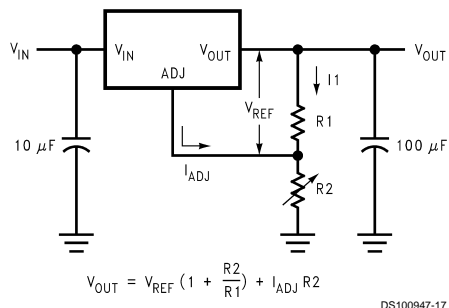 V_IN
V_IN
V_OUT
V_OUT
ADJ
I1
V_REF
R1
10 μF
100 μF
I_ADJ
R2
V_OUT = V_REF (1 + R2/R1) + I_ADJ R2
DS100947-17